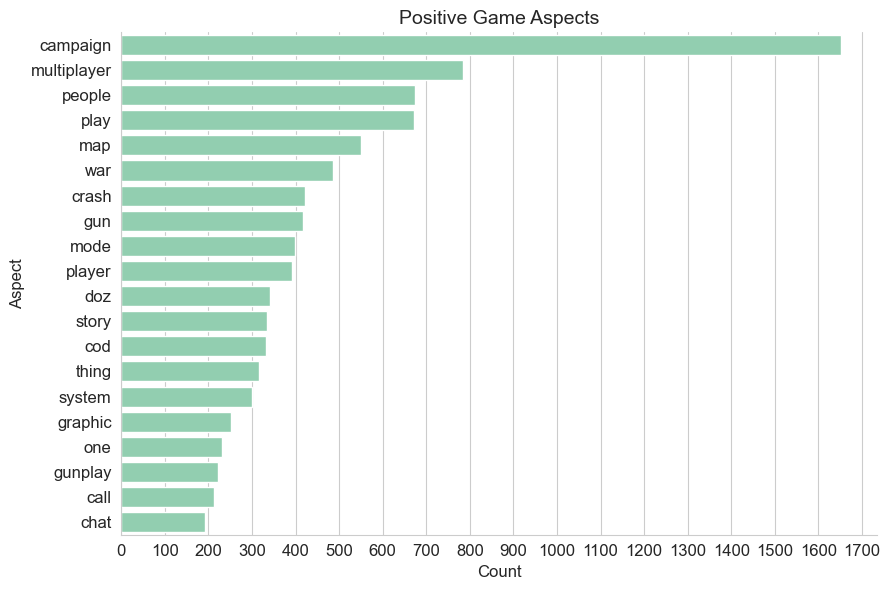 Positive Game Aspects
campaign
multiplayer
people
play
map
war
crash
gun
mode
player
doz
story
cod
thing
system
graphic
one
gunplay
call
chat
Aspect
0 100 200 300 400 500 600 700 800 900 1000 1100 1200 1300 1400 1500 1600 1700
Count